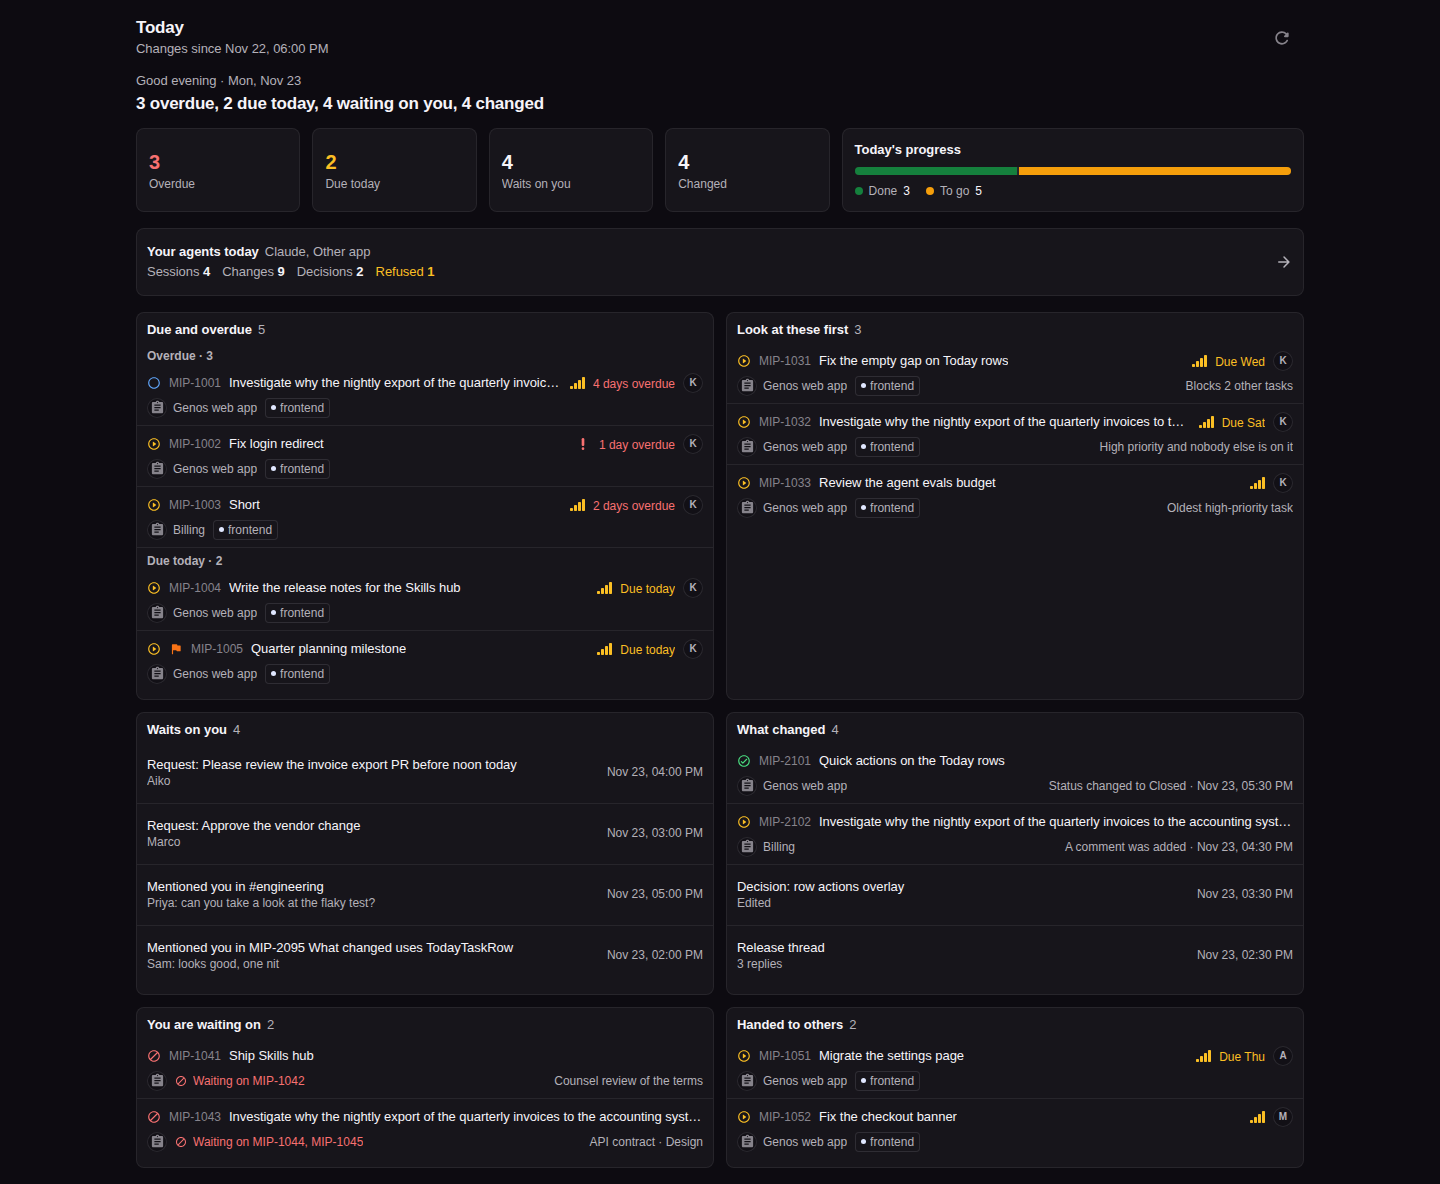 Today
Changes since Nov 22, 06:00 PM
Good evening · Mon, Nov 23
3 overdue, 2 due today, 4 waiting on you, 4 changed
3
Overdue
2
Due today
4
Waits on you
4
Changed
Today's progress
Done 3 To go 5
Your agents today Claude, Other app
Sessions 4 Changes 9 Decisions 2 Refused 1
Due and overdue 5
Overdue · 3
MIP-1001 Investigate why the nightly export of the quarterly invoic… 4 days overdue K
Genos web app frontend
MIP-1002 Fix login redirect 1 day overdue K
Genos web app frontend
MIP-1003 Short 2 days overdue K
Billing frontend
Due today · 2
MIP-1004 Write the release notes for the Skills hub Due today K
Genos web app frontend
MIP-1005 Quarter planning milestone Due today K
Genos web app frontend
Look at these first 3
MIP-1031 Fix the empty gap on Today rows Due Wed K
Genos web app frontend Blocks 2 other tasks
MIP-1032 Investigate why the nightly export of the quarterly invoices to t… Due Sat K
Genos web app frontend High priority and nobody else is on it
MIP-1033 Review the agent evals budget K
Genos web app frontend Oldest high-priority task
Waits on you 4
Request: Please review the invoice export PR before noon today
Aiko
Nov 23, 04:00 PM
Request: Approve the vendor change
Marco
Nov 23, 03:00 PM
Mentioned you in #engineering
Priya: can you take a look at the flaky test?
Nov 23, 05:00 PM
Mentioned you in MIP-2095 What changed uses TodayTaskRow
Sam: looks good, one nit
Nov 23, 02:00 PM
What changed 4
MIP-2101 Quick actions on the Today rows
Genos web app Status changed to Closed · Nov 23, 05:30 PM
MIP-2102 Investigate why the nightly export of the quarterly invoices to the accounting syst…
Billing A comment was added · Nov 23, 04:30 PM
Decision: row actions overlay
Edited
Nov 23, 03:30 PM
Release thread
3 replies
Nov 23, 02:30 PM
You are waiting on 2
MIP-1041 Ship Skills hub
Waiting on MIP-1042 Counsel review of the terms
MIP-1043 Investigate why the nightly export of the quarterly invoices to the accounting syst…
Waiting on MIP-1044, MIP-1045 API contract · Design
Handed to others 2
MIP-1051 Migrate the settings page Due Thu A
Genos web app frontend
MIP-1052 Fix the checkout banner M
Genos web app frontend